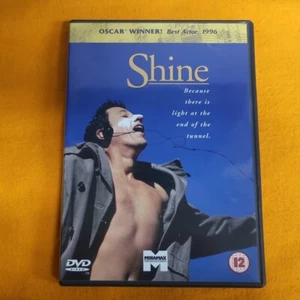 OSCAR® WINNER! Best Actor, 1996
Shine
Because
there is
light at the
end of the
tunnel.
DVD
VIDEO
MIRAMAX
M
12